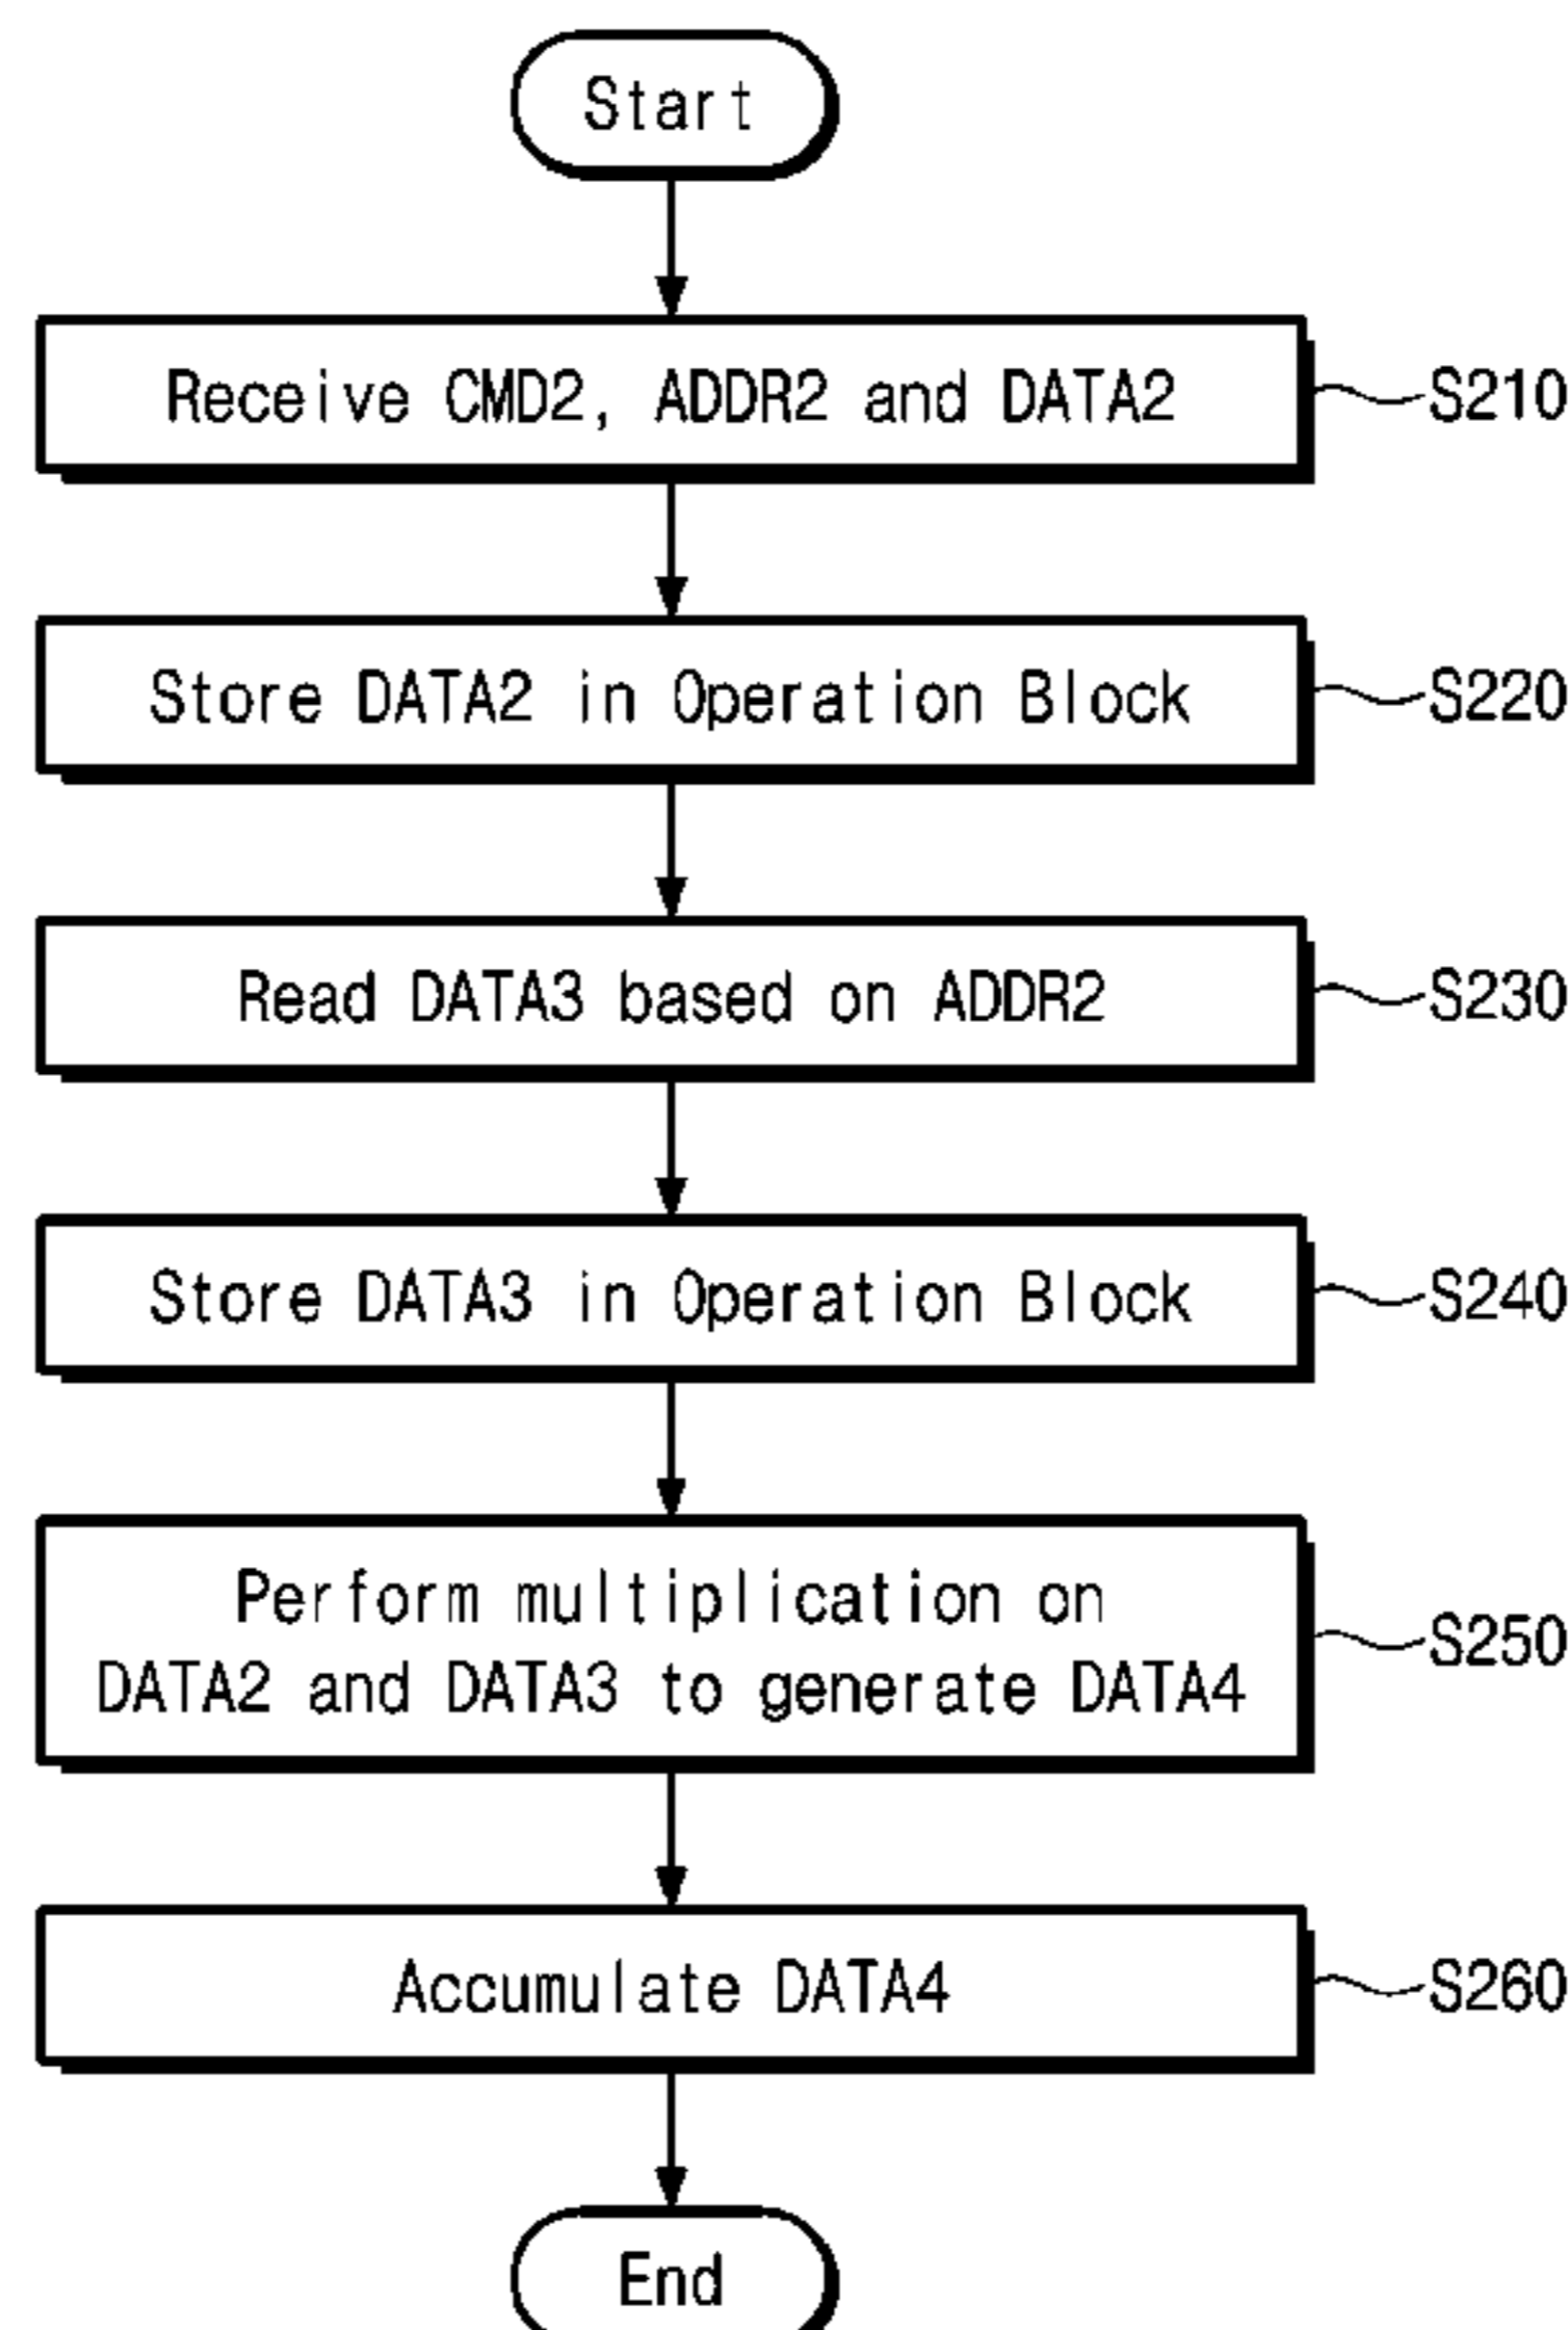 Start
Receive CMD2, ADDR2 and DATA2
S210
Store DATA2 in Operation Block
S220
Read DATA3 based on ADDR2
S230
Store DATA3 in Operation Block
S240
Perform multiplication on
DATA2 and DATA3 to generate DATA4
S250
Accumulate DATA4
S260
End